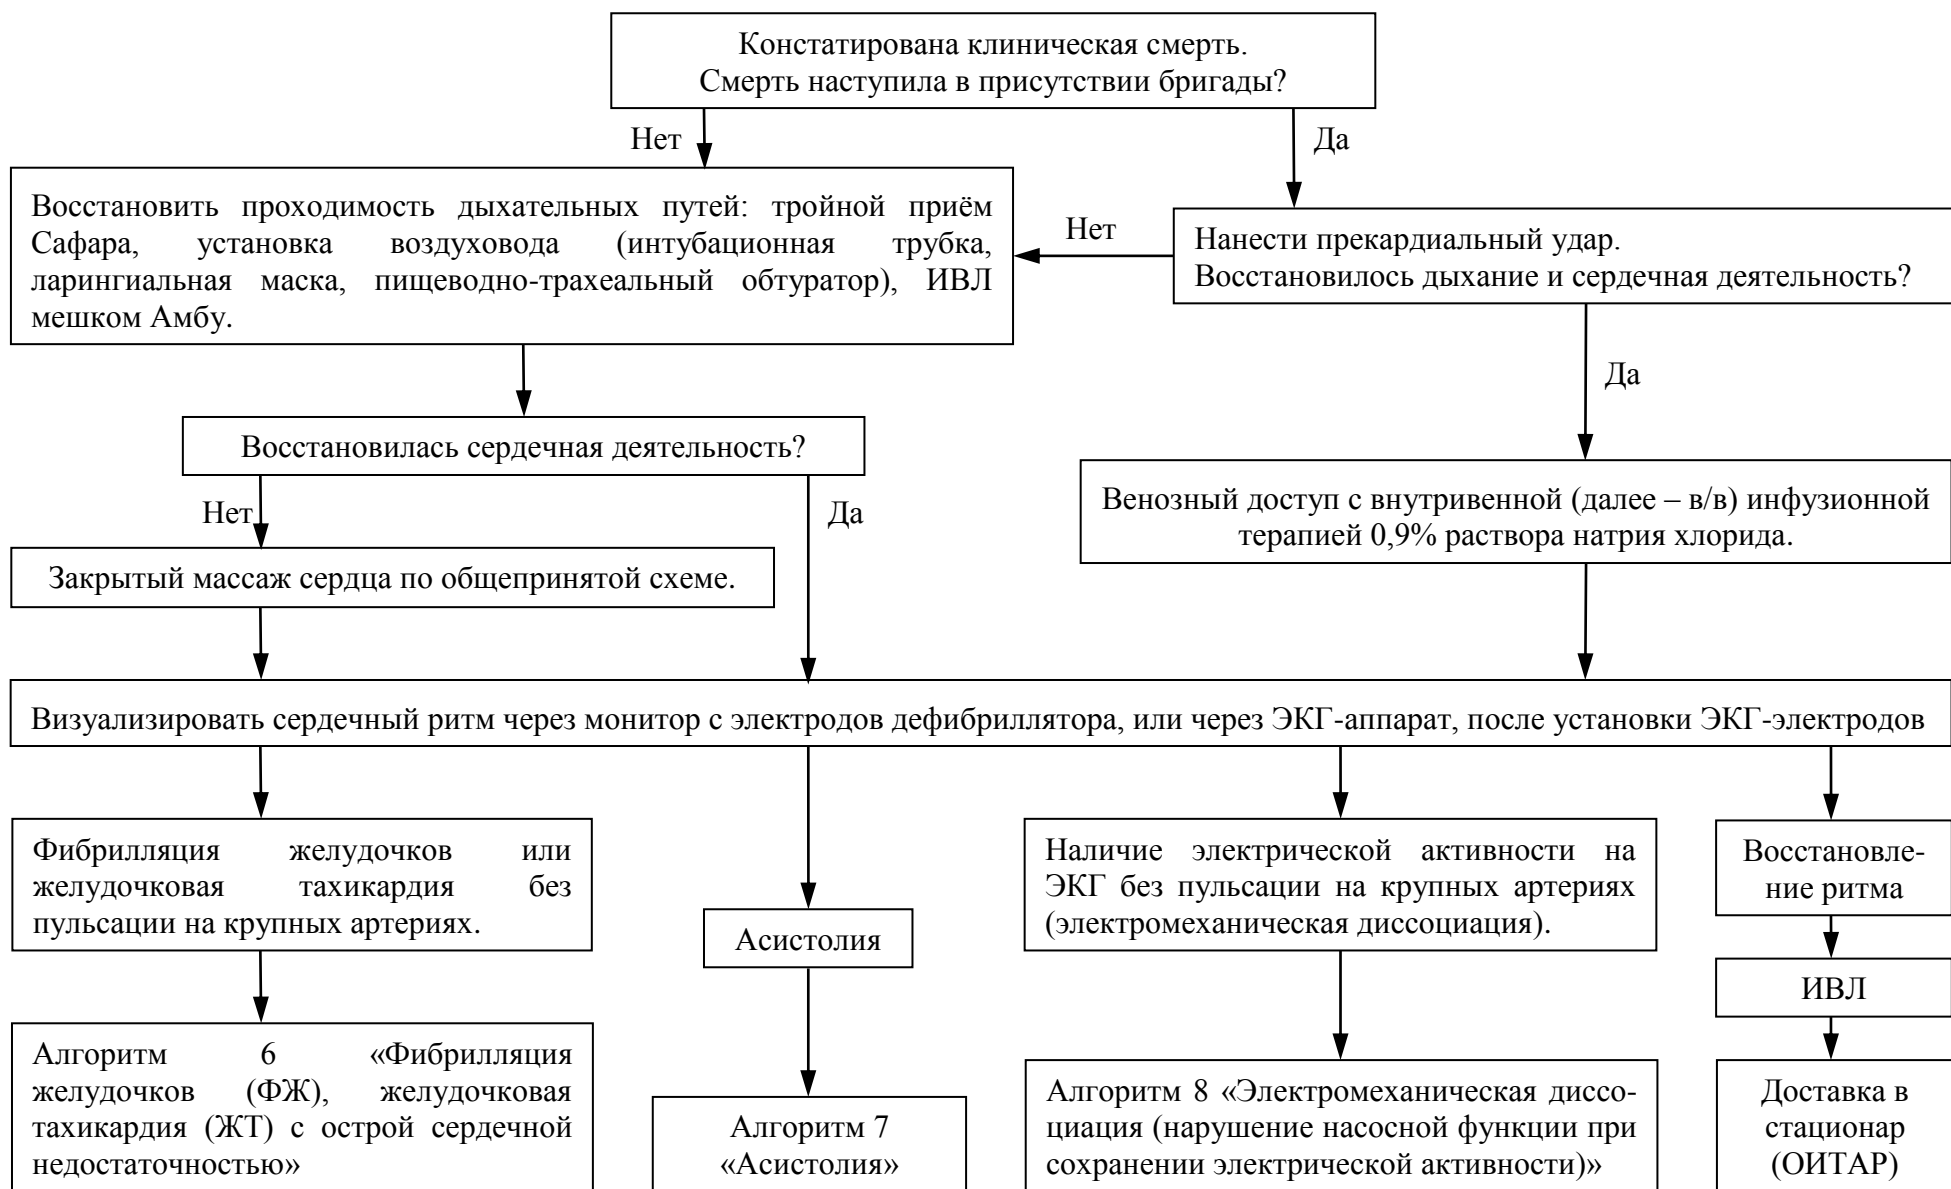 Констатирована клиническая смерть.
Смерть наступила в присутствии бригады?
Нет
Да
Восстановить проходимость дыхательных путей: тройной приём
Сафара, установка воздуховода (интубационная трубка,
ларингиальная маска, пищеводно-трахеальный обтуратор), ИВЛ
мешком Амбу.
Нет
Нанести прекардиальный удар.
Восстановилось дыхание и сердечная деятельность?
Да
Восстановилась сердечная деятельность?
Нет
Да
Венозный доступ с внутривенной (далее – в/в) инфузионной
терапией 0,9% раствора натрия хлорида.
Закрытый массаж сердца по общепринятой схеме.
Визуализировать сердечный ритм через монитор с электродов дефибриллятора, или через ЭКГ-аппарат, после установки ЭКГ-электродов
Фибрилляция желудочков или
желудочковая тахикардия без
пульсации на крупных артериях.
Асистолия
Наличие электрической активности на
ЭКГ без пульсации на крупных артериях
(электромеханическая диссоциация).
Восстановле-
ние ритма
ИВЛ
Алгоритм 6 «Фибрилляция
желудочков (ФЖ), желудочковая
тахикардия (ЖТ) с острой сердечной
недостаточностью»
Алгоритм 7
«Асистолия»
Алгоритм 8 «Электромеханическая диссо-
циация (нарушение насосной функции при
сохранении электрической активности)»
Доставка в
стационар
(ОИТАР)